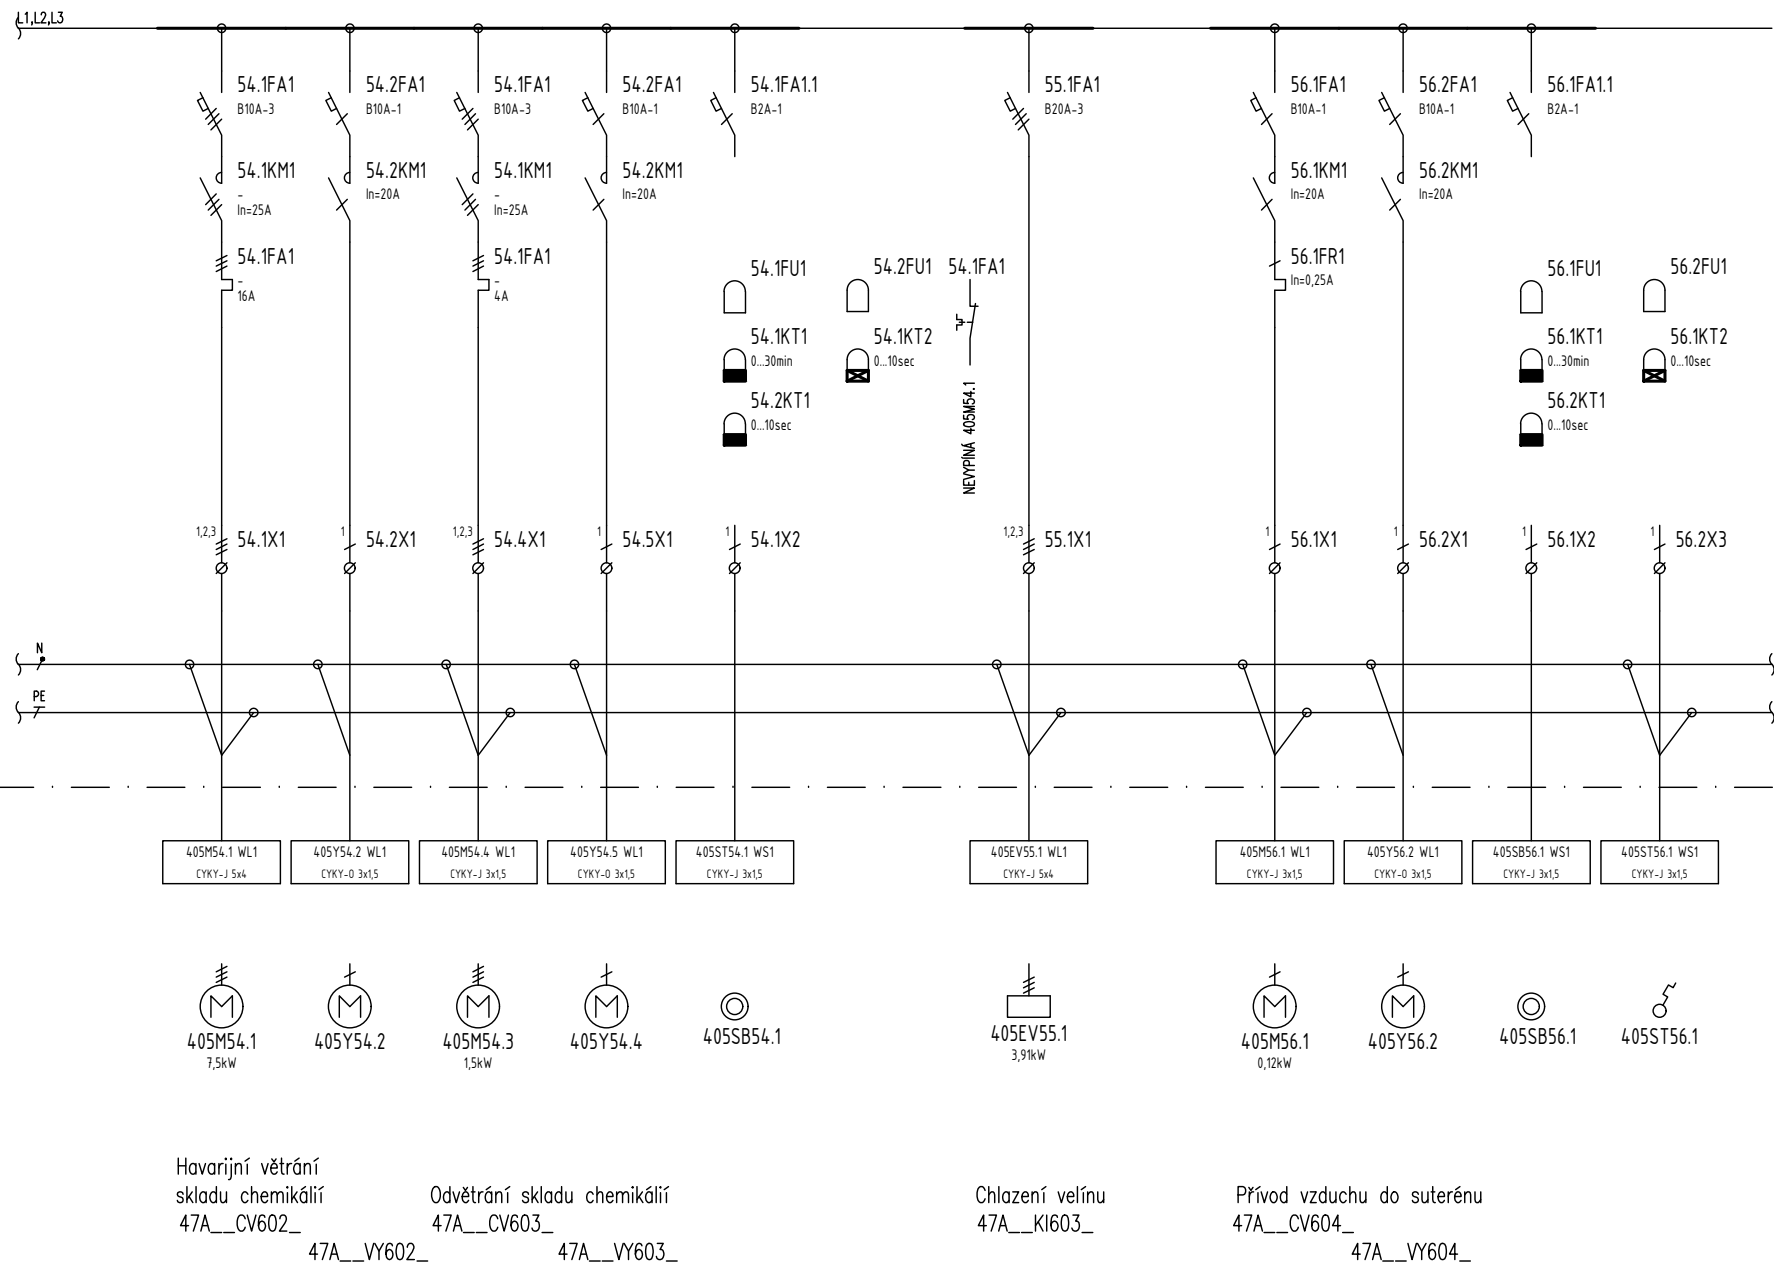 L1,L2,L3
54.1FA1
B10A-3
54.2FA1
B10A-1
54.1FA1
B10A-3
54.2FA1
B10A-1
54.1FA1.1
B2A-1
55.1FA1
B20A-3
56.1FA1
B10A-1
56.2FA1
B10A-1
56.1FA1.1
B2A-1
54.1KM1
-
In=25A
54.2KM1
In=20A
54.1KM1
-
In=25A
54.2KM1
In=20A
56.1KM1
In=20A
56.2KM1
In=20A
54.1FA1
-
16A
54.1FA1
-
4A
54.1FU1
54.2FU1
54.1FA1
56.1FR1
In=0,25A
56.1FU1
56.2FU1
54.1KT1
0...30min
54.1KT2
0...10sec
56.1KT1
0...30min
56.1KT2
0...10sec
54.2KT1
0...10sec
NEVYPÍNÁ 405M54.1
56.2KT1
0...10sec
1,2,3 54.1X1
1 54.2X1
1,2,3 54.4X1
1 54.5X1
1 54.1X2
1,2,3 55.1X1
1 56.1X1
1 56.2X1
1 56.1X2
1 56.2X3
N
PE
405M54.1 WL1
CYKY-J 5x4
405Y54.2 WL1
CYKY-O 3x1,5
405M54.4 WL1
CYKY-J 3x1,5
405Y54.5 WL1
CYKY-O 3x1,5
405ST54.1 WS1
CYKY-J 3x1,5
405EV55.1 WL1
CYKY-J 5x4
405M56.1 WL1
CYKY-J 3x1,5
405Y56.2 WL1
CYKY-O 3x1,5
405SB56.1 WS1
CYKY-J 3x1,5
405ST56.1 WS1
CYKY-J 3x1,5
M
M
M
M
M
M
405M54.1
7,5kW
405Y54.2
405M54.3
1,5kW
405Y54.4
405SB54.1
405EV55.1
3,91kW
405M56.1
0,12kW
405Y56.2
405SB56.1
405ST56.1
Havarijní větrání
skladu chemikálií
47A__CV602_
47A__VY602_
Odvětrání skladu chemikálií
47A__CV603_
47A__VY603_
Chlazení velínu
47A__KI603_
Přívod vzduchu do suterénu
47A__CV604_
47A__VY604_